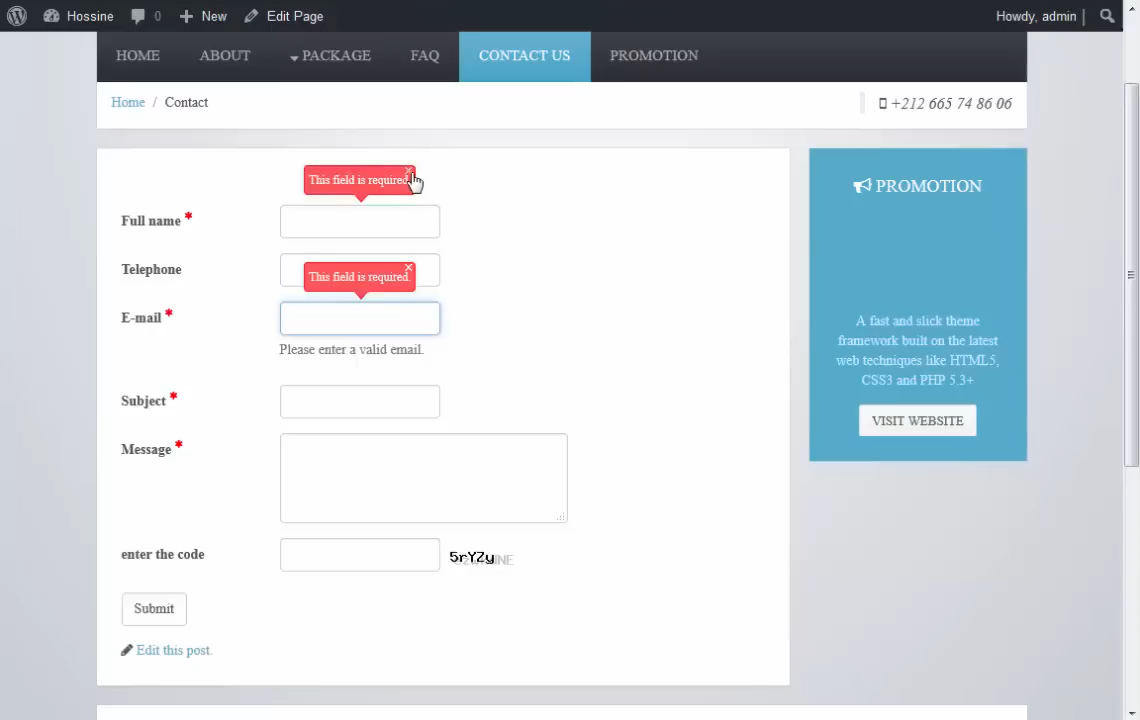 Hossine 0 New Edit Page Howdy, admin
HOME ABOUT PACKAGE FAQ CONTACT US PROMOTION
Home / Contact +212 665 74 86 06
This field is required
Full name *
Telephone
This field is required.
E-mail *
Please enter a valid email.
Subject *
Message *
enter the code 5rYZy
Submit
Edit this post.
PROMOTION
A fast and slick theme
framework built on the latest
web techniques like HTML5,
CSS3 and PHP 5.3+
VISIT WEBSITE